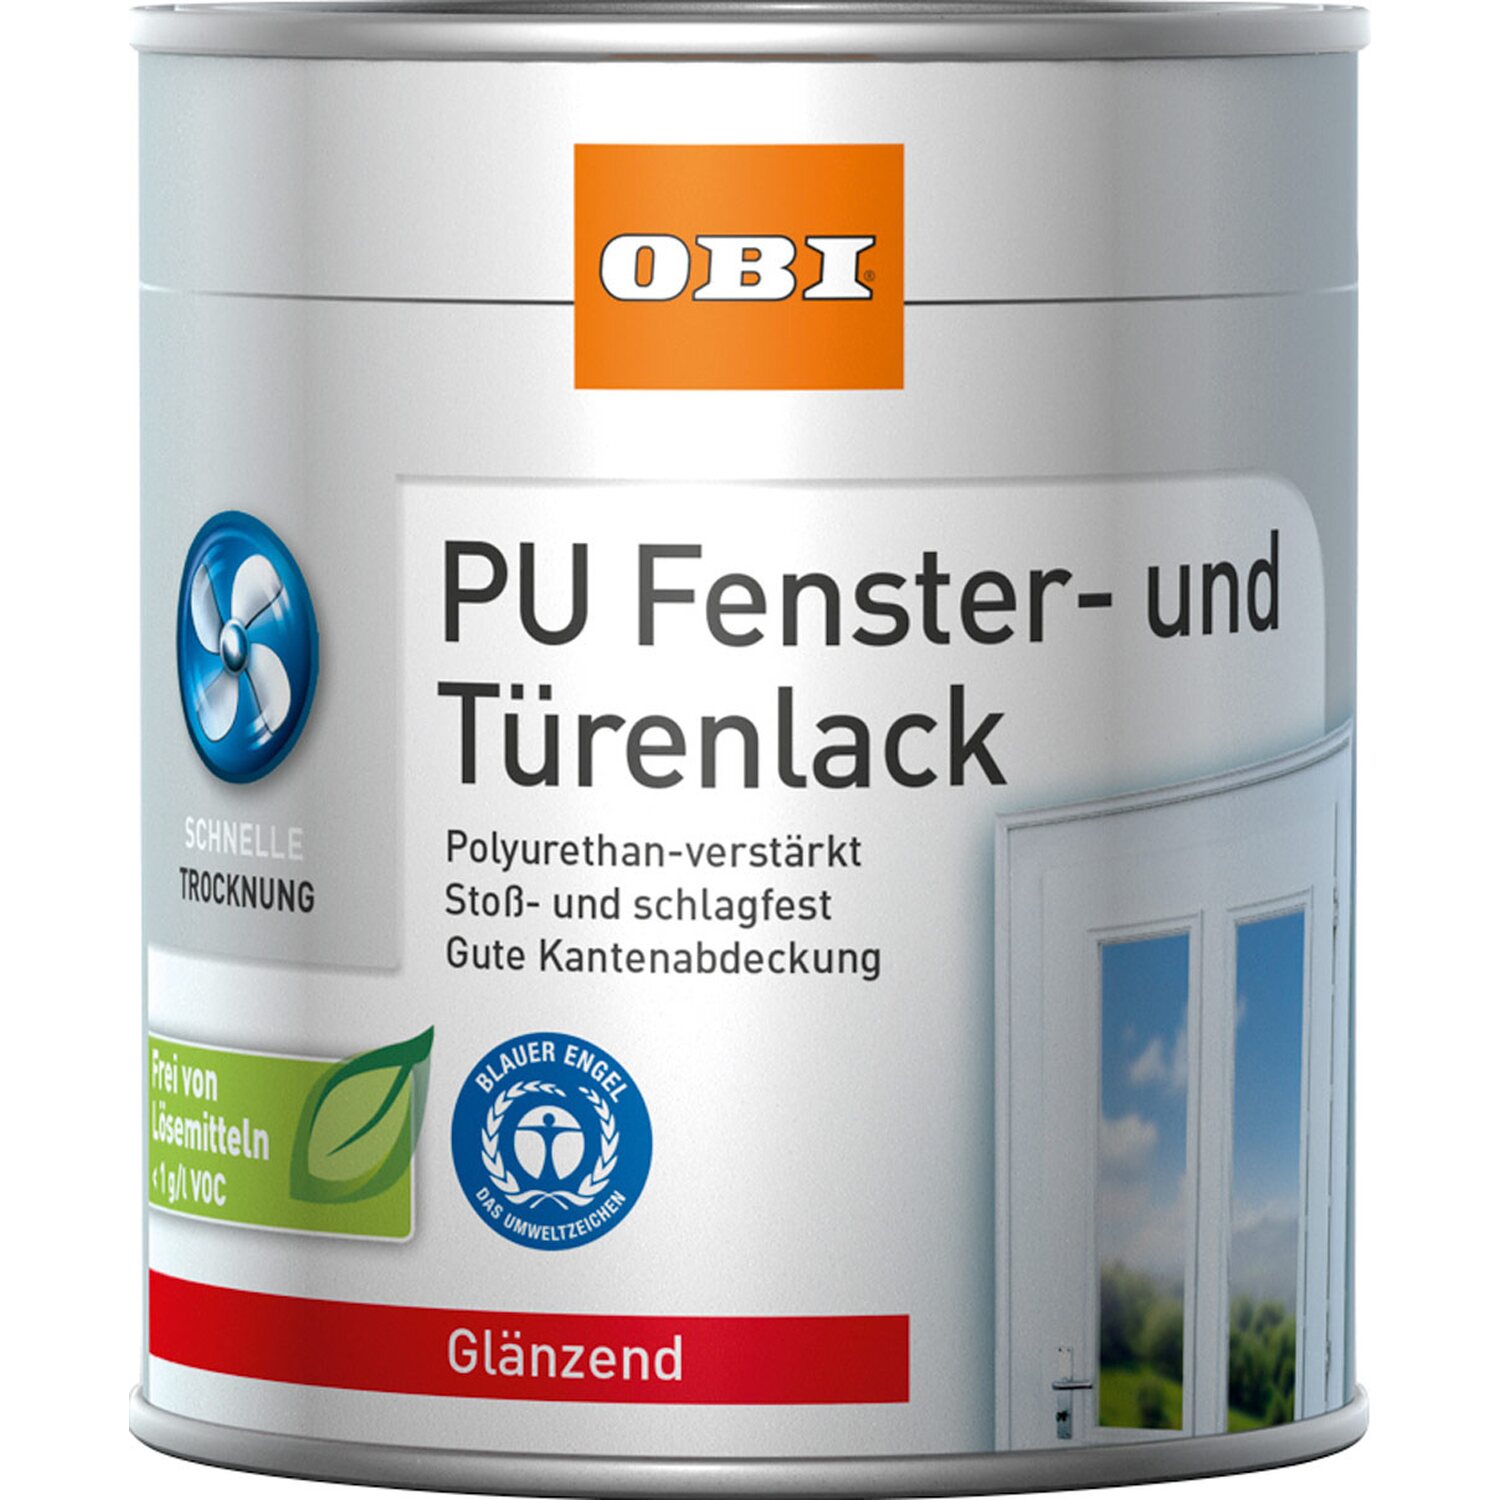 OBI®
PU Fenster- und
Türenlack
Polyurethan-verstärkt
Stoß- und schlagfest
Gute Kantenabdeckung
SCHNELLE
TROCKNUNG
Frei von
Lösemitteln
< 1 g/l VOC
BLAUER ENGEL
DAS UMWELTZEICHEN
Glänzend